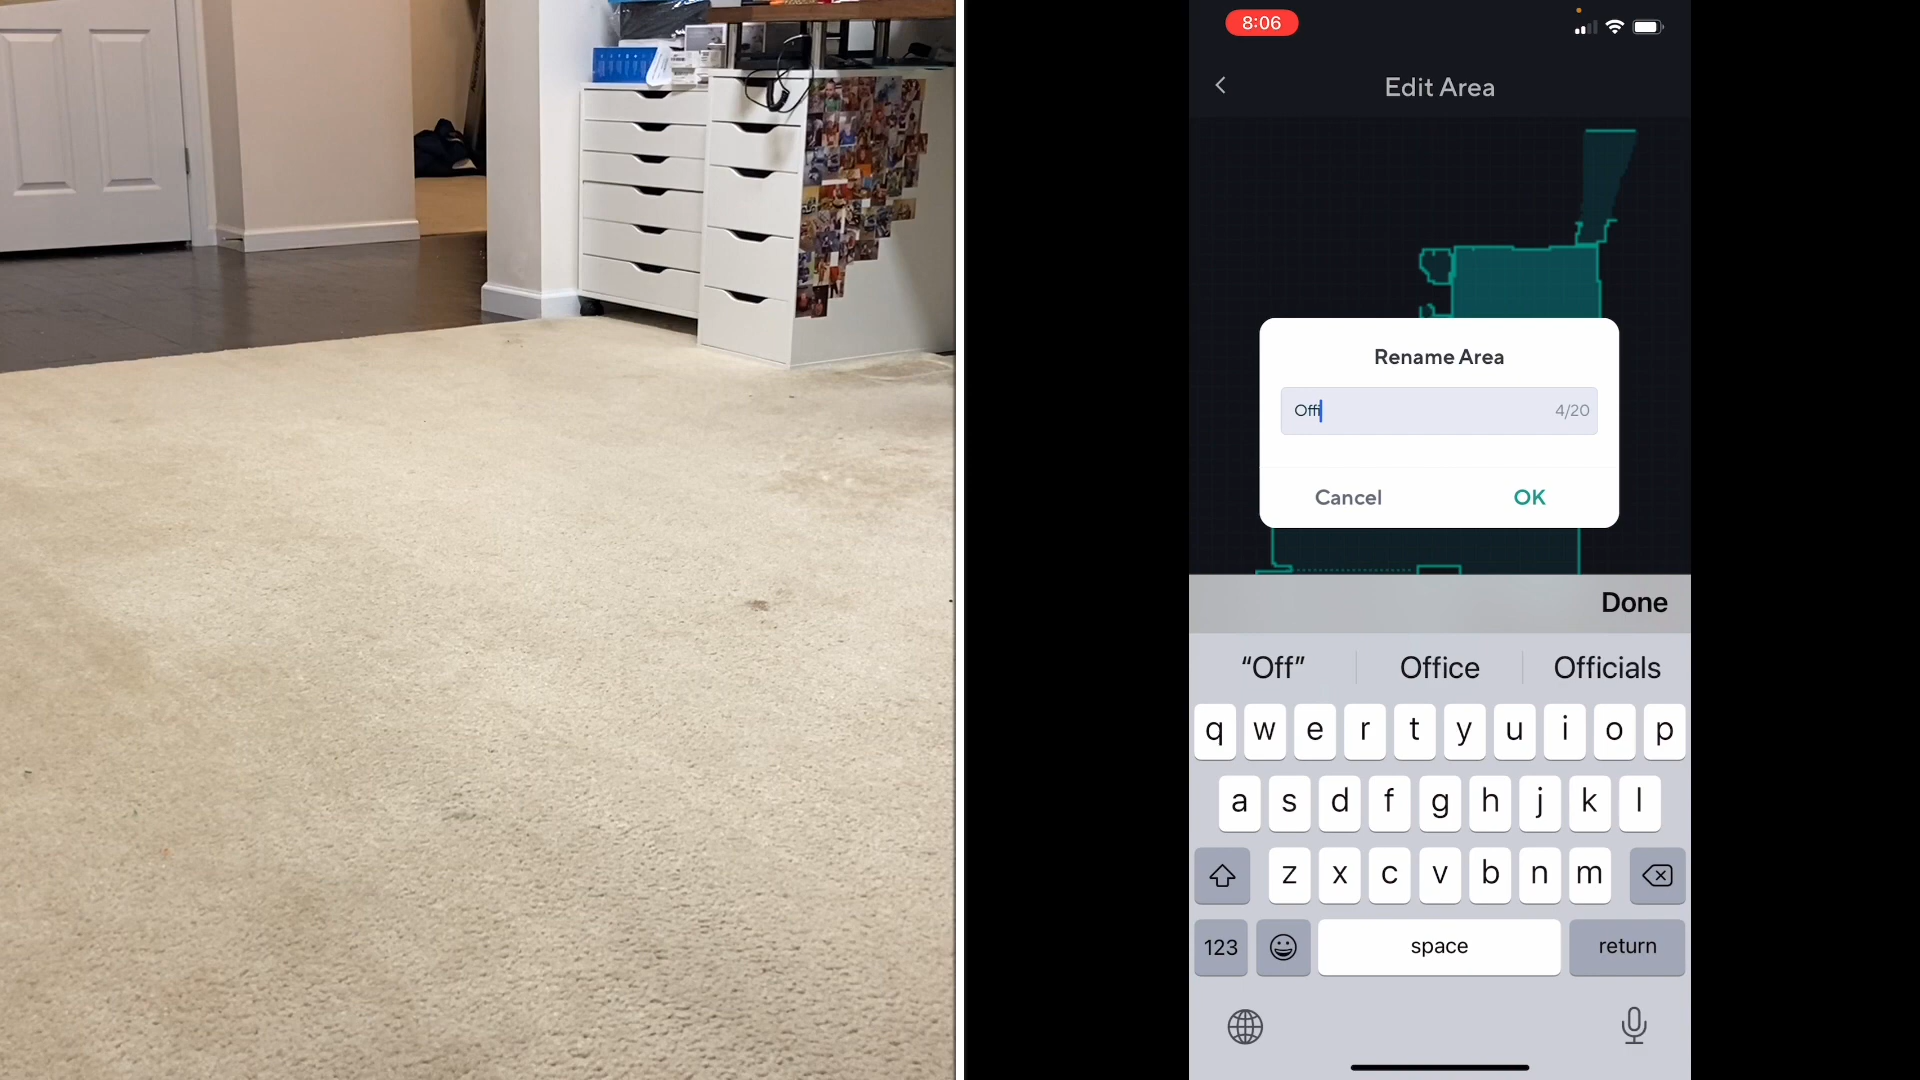 8:06
Edit Area
Rename Area
Offi 4/20
Cancel OK
Done
“Off” Office Officials
q w e r t y u i o p
a s d f g h j k l
z x c v b n m
123 space return